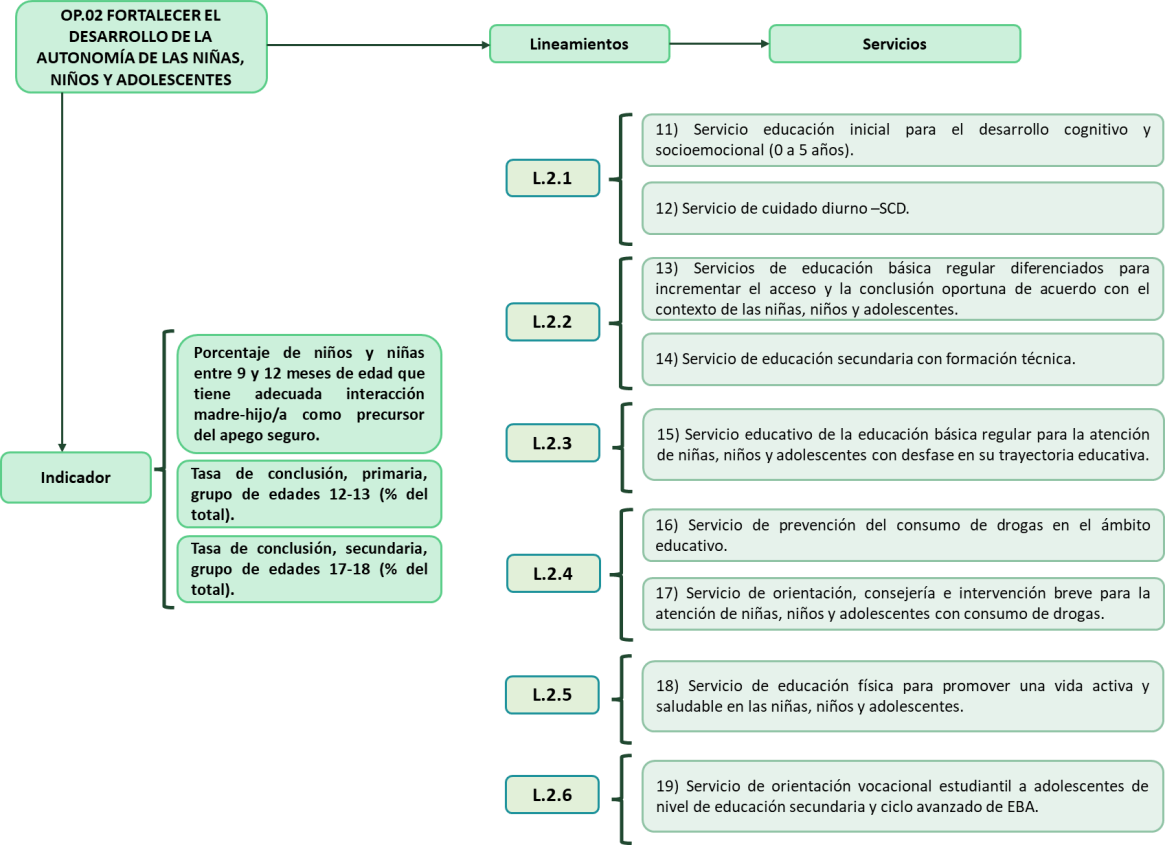 OP.02 FORTALECER EL
DESARROLLO DE LA
AUTONOMÍA DE LAS NIÑAS,
NIÑOS Y ADOLESCENTES
Lineamientos
Servicios
Indicador
Porcentaje de niños y niñas
entre 9 y 12 meses de edad que
tiene adecuada interacción
madre-hijo/a como precursor
del apego seguro.
Tasa de conclusión, primaria,
grupo de edades 12-13 (% del
total).
Tasa de conclusión, secundaria,
grupo de edades 17-18 (% del
total).
L.2.1
11) Servicio educación inicial para el desarrollo cognitivo y
socioemocional (0 a 5 años).
12) Servicio de cuidado diurno –SCD.
L.2.2
13) Servicios de educación básica regular diferenciados para
incrementar el acceso y la conclusión oportuna de acuerdo con el
contexto de las niñas, niños y adolescentes.
14) Servicio de educación secundaria con formación técnica.
L.2.3
15) Servicio educativo de la educación básica regular para la atención
de niñas, niños y adolescentes con desfase en su trayectoria educativa.
L.2.4
16) Servicio de prevención del consumo de drogas en el ámbito
educativo.
17) Servicio de orientación, consejería e intervención breve para la
atención de niñas, niños y adolescentes con consumo de drogas.
L.2.5
18) Servicio de educación física para promover una vida activa y
saludable en las niñas, niños y adolescentes.
L.2.6
19) Servicio de orientación vocacional estudiantil a adolescentes de
nivel de educación secundaria y ciclo avanzado de EBA.